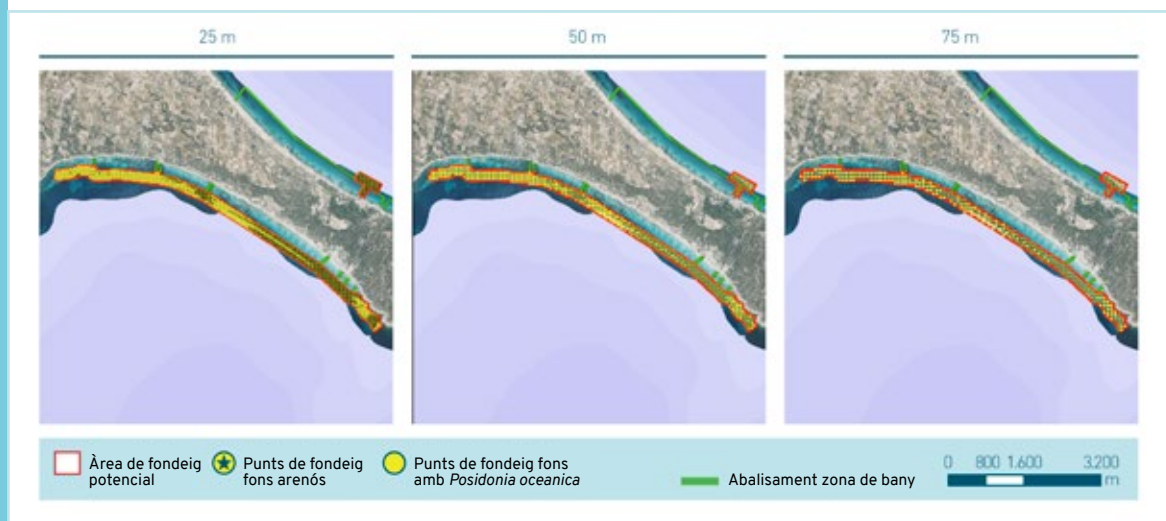 25 m
50 m
75 m
Àrea de fondeig
potencial
Punts de fondeig
fons arenós
Punts de fondeig fons
amb Posidonia oceanica
Abalisament zona de bany
0 800 1.600 3.200
m